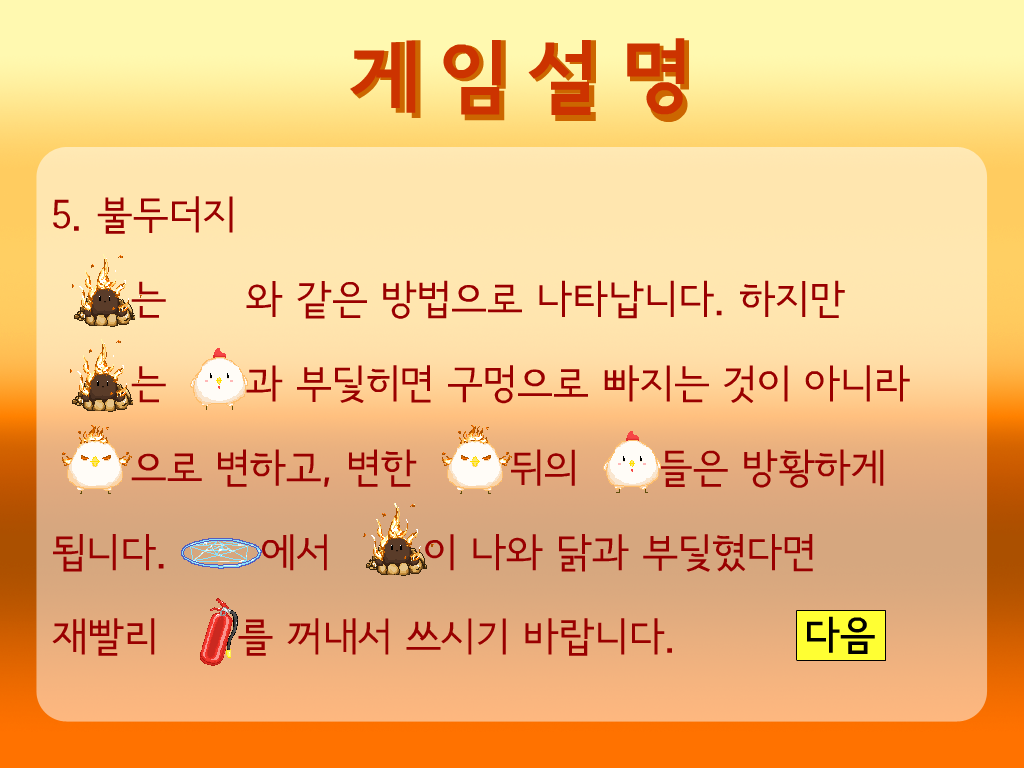 게임설명
5. 불두더지
는 와 같은 방법으로 나타납니다. 하지만
는 과 부딫히면 구멍으로 빠지는 것이 아니라
으로 변하고, 변한 뒤의 들은 방황하게
됩니다. 에서 이 나와 닭과 부딫혔다면
재빨리 를 꺼내서 쓰시기 바랍니다.
다음